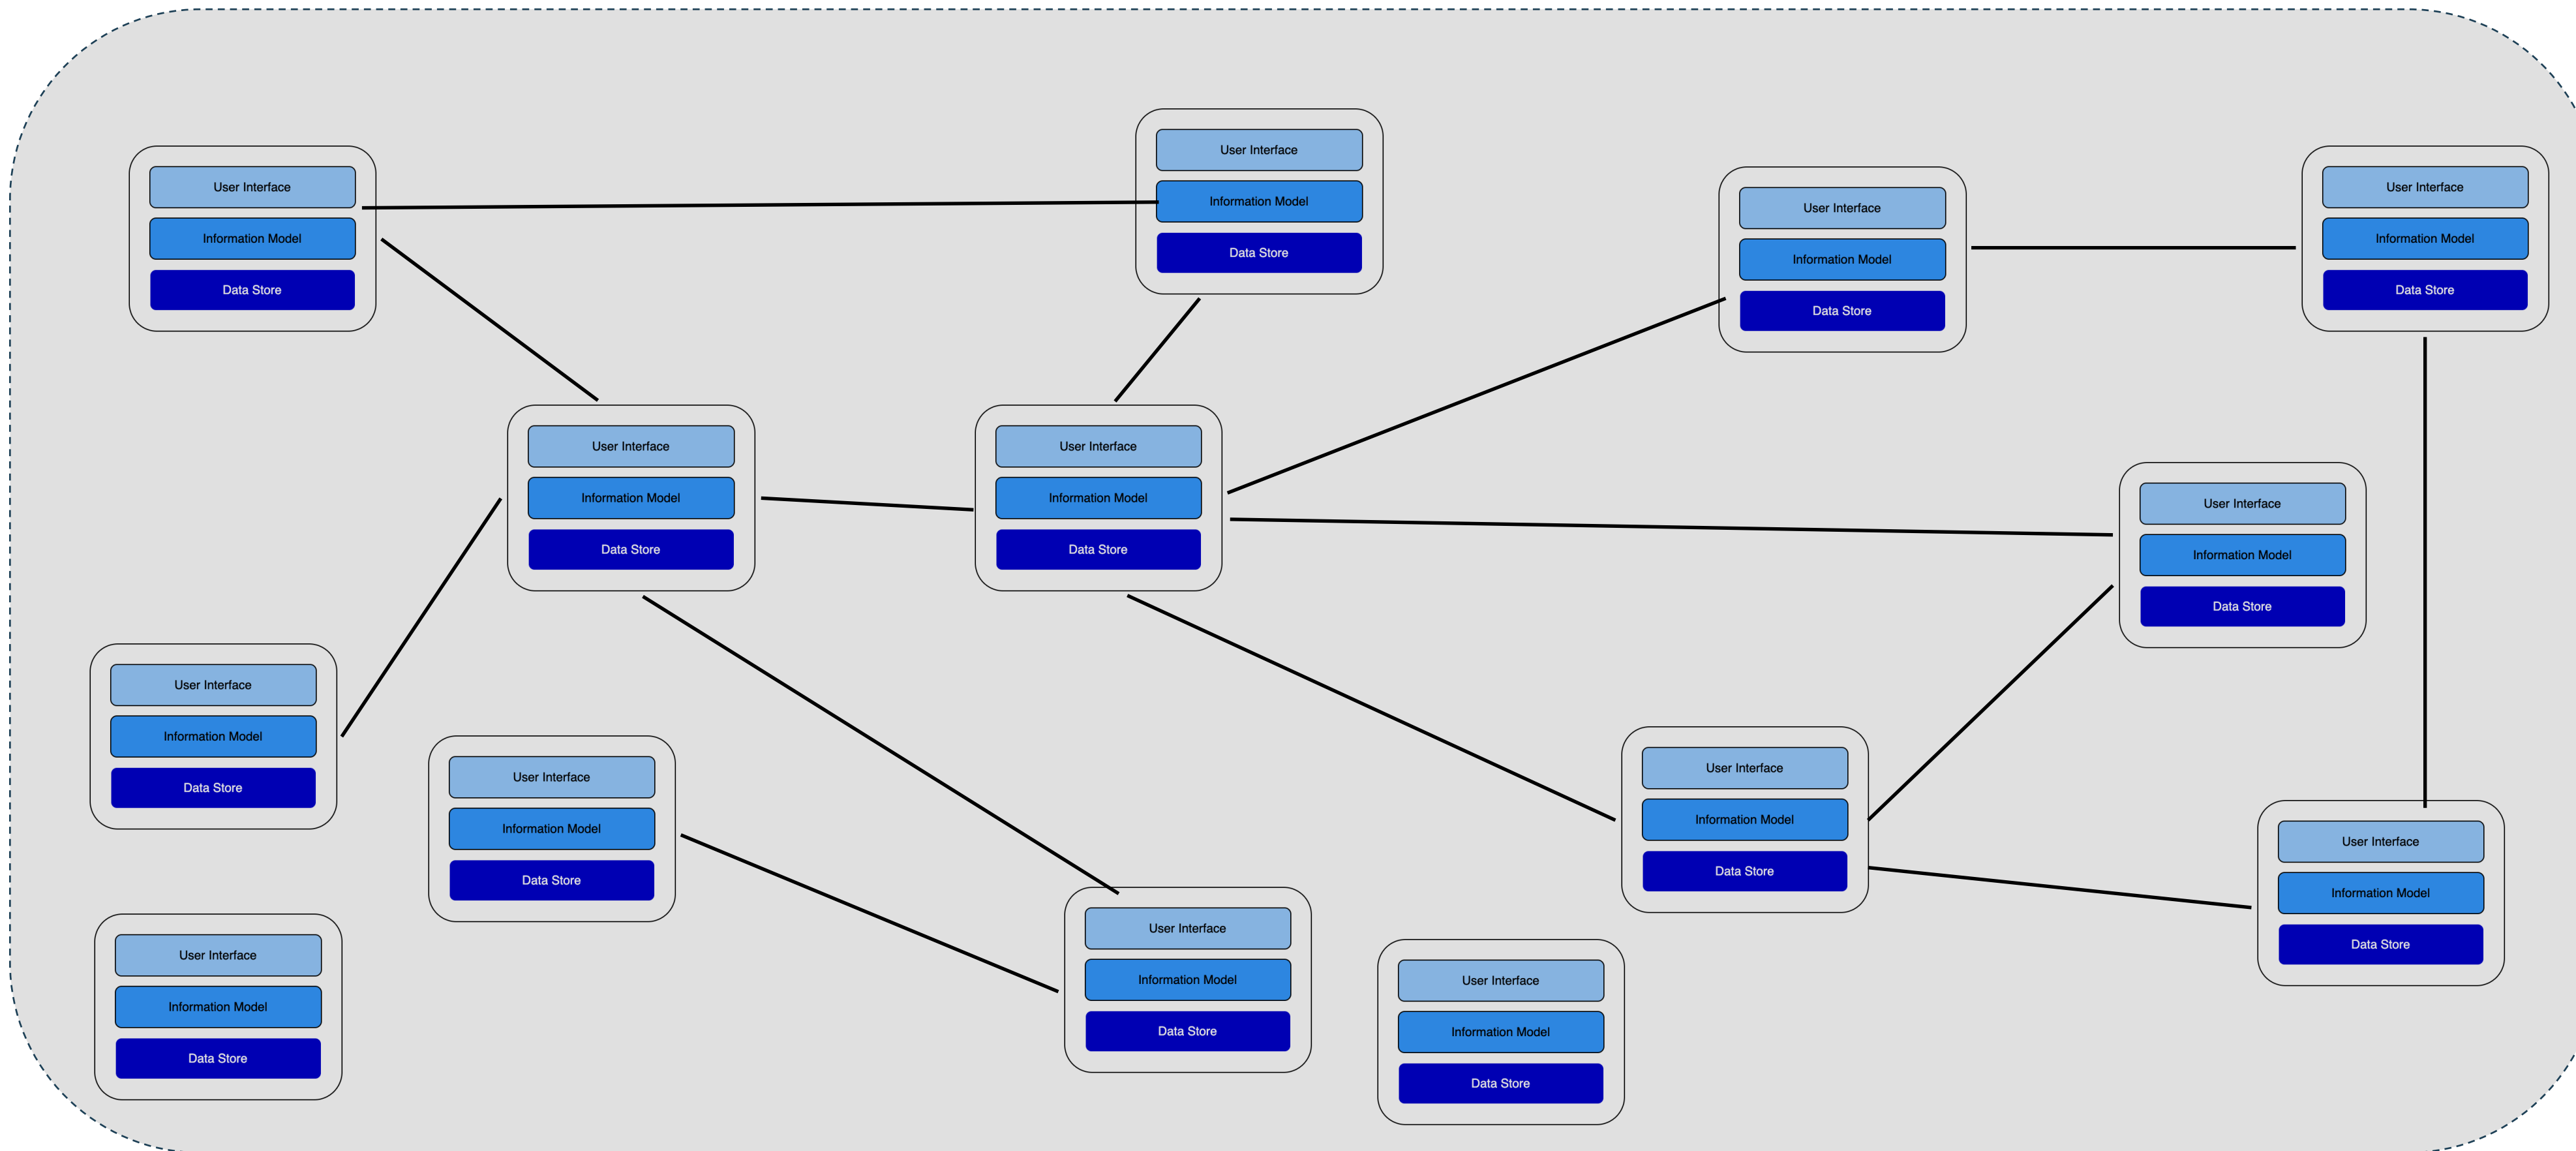 User Interface
Information Model
Data Store
User Interface
Information Model
Data Store
User Interface
Information Model
Data Store
User Interface
Information Model
Data Store
User Interface
Information Model
Data Store
User Interface
Information Model
Data Store
User Interface
Information Model
Data Store
User Interface
Information Model
Data Store
User Interface
Information Model
Data Store
User Interface
Information Model
Data Store
User Interface
Information Model
Data Store
User Interface
Information Model
Data Store
User Interface
Information Model
Data Store
User Interface
Information Model
Data Store